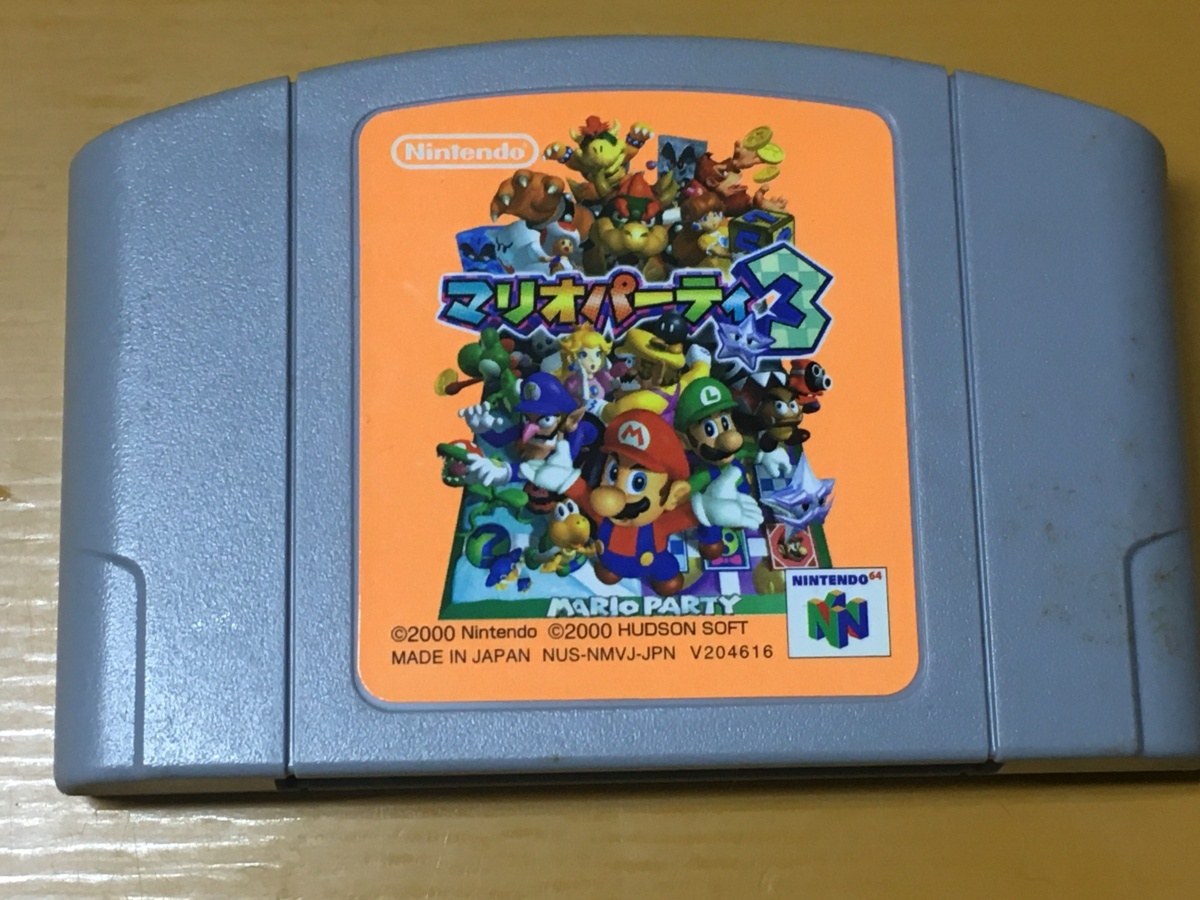 Nintendo
マリオパーティ3
L
M
MARIO PARTY
NINTENDO64
©2000 Nintendo ©2000 HUDSON SOFT
MADE IN JAPAN NUS-NMVJ-JPN V204616